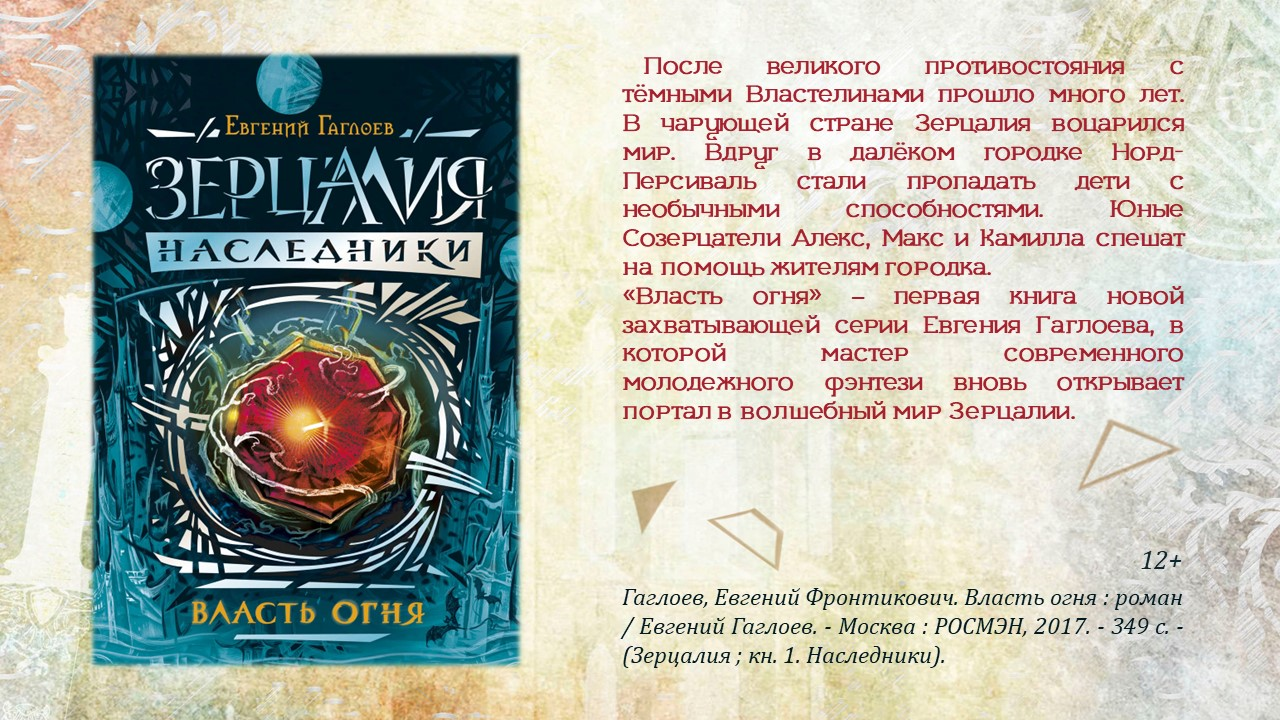 Евгений Гаглоев
ЗЕРЦАЛИЯ
НАСЛЕДНИКИ
ВЛАСТЬ ОГНЯ
После великого противостояния с
тёмными Властелинами прошло много лет.
В чарующей стране Зерцалия воцарился
мир. Вдруг в далёком городке Норд-
Персиваль стали пропадать дети с
необычными способностями. Юные
Созерцатели Алекс, Макс и Камилла спешат
на помощь жителям городка.
«Власть огня» – первая книга новой
захватывающей серии Евгения Гаглоева, в
которой мастер современного
молодежного фэнтези вновь открывает
портал в волшебный мир Зерцалии.
12+
Гаглоев, Евгений Фронтикович. Власть огня : роман
/ Евгений Гаглоев. - Москва : РОСМЭН, 2017. - 349 с. -
(Зерцалия ; кн. 1. Наследники).